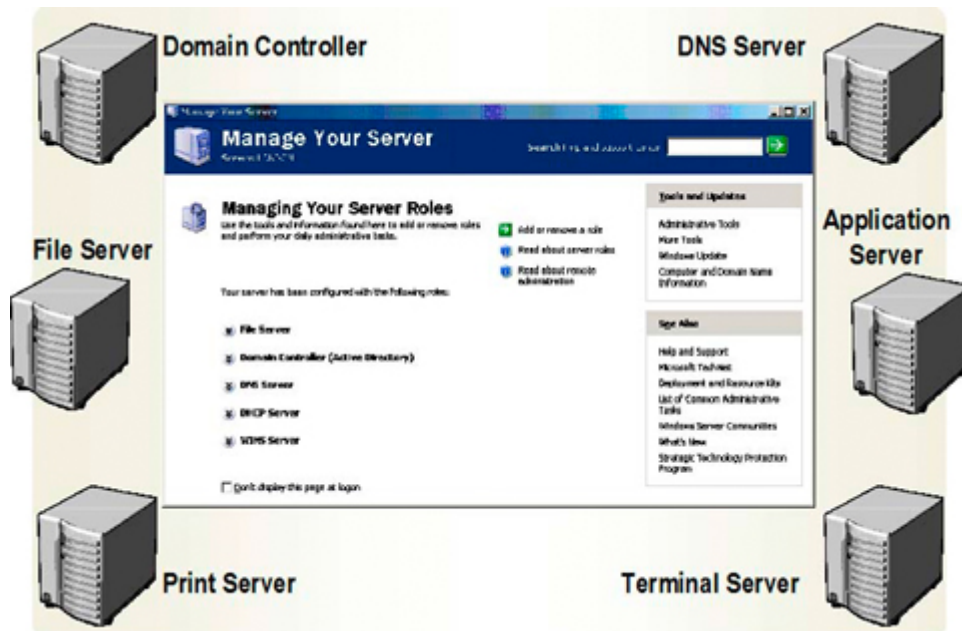 Domain Controller
DNS Server
Manage Your Server
Manage Your Server
Search
Managing Your Server Roles
Use the tools and information found here to add or remove roles
and perform your daily administrative tasks.
Add or remove a role
Read about server roles
Read about remote
administration
Your server has been configured with the following roles:
File Server
Domain Controller (Active Directory)
DNS Server
DHCP Server
WINS Server
Don't display this page at logon
Tools and Updates
Administrative Tools
More Tools
Windows Update
Computer and Domain Name
Information
See Also
Help and Support
Microsoft TechNet
Deployment and Resource Kits
List of Common Administrative
Tasks
Windows Server Communities
What's New
Strategic Technology Protection
Program
File Server
Application
Server
Print Server
Terminal Server